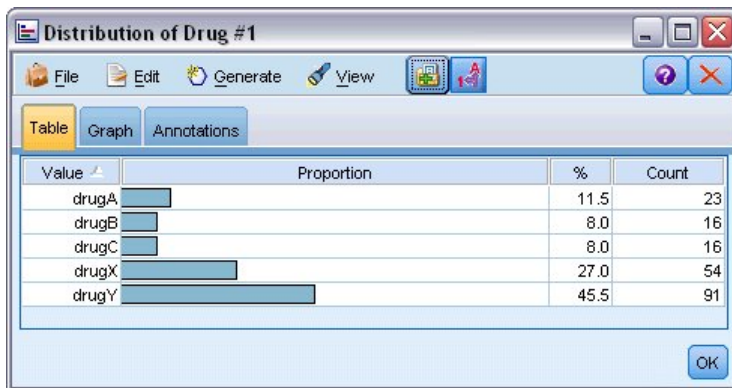 Distribution of Drug #1
File Edit Generate View
Table Graph Annotations
Value Proportion % Count
drugA 11.5 23
drugB 8.0 16
drugC 8.0 16
drugX 27.0 54
drugY 45.5 91
OK